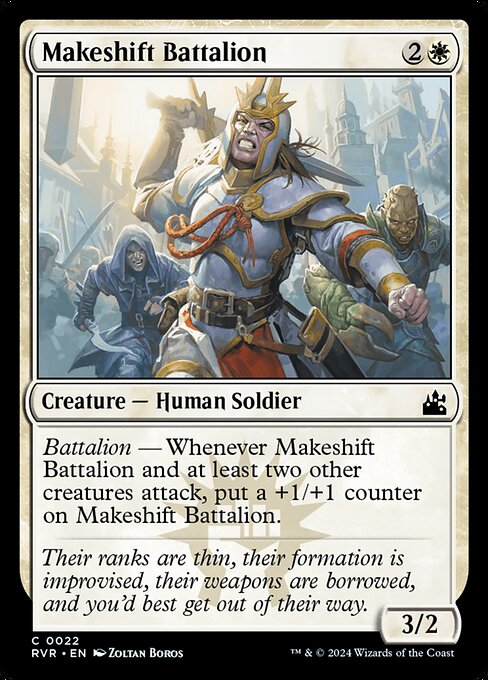 Makeshift Battalion 2
Creature — Human Soldier
Battalion — Whenever Makeshift
Battalion and at least two other
creatures attack, put a +1/+1 counter
on Makeshift Battalion.
Their ranks are thin, their formation is
improvised, their weapons are borrowed,
and you’d best get out of their way.
3/2
C 0022
RVR • EN Zoltan Boros
™ & © 2024 Wizards of the Coast